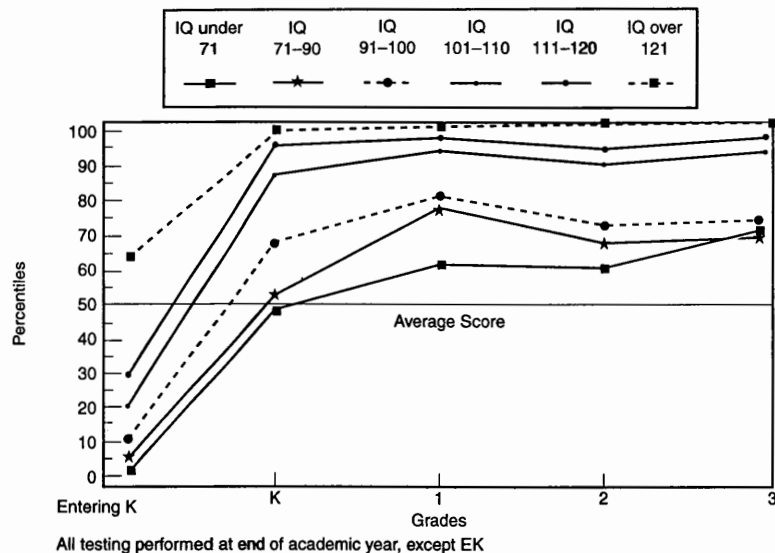 IQ under IQ IQ IQ IQ IQ over
71 71–90 91–100 101–110 111–120 121
100
90
80
70
60
50
40
30
20
10
0
Percentiles
Average Score
Entering K K 1 2 3
Grades
All testing performed at end of academic year, except EK